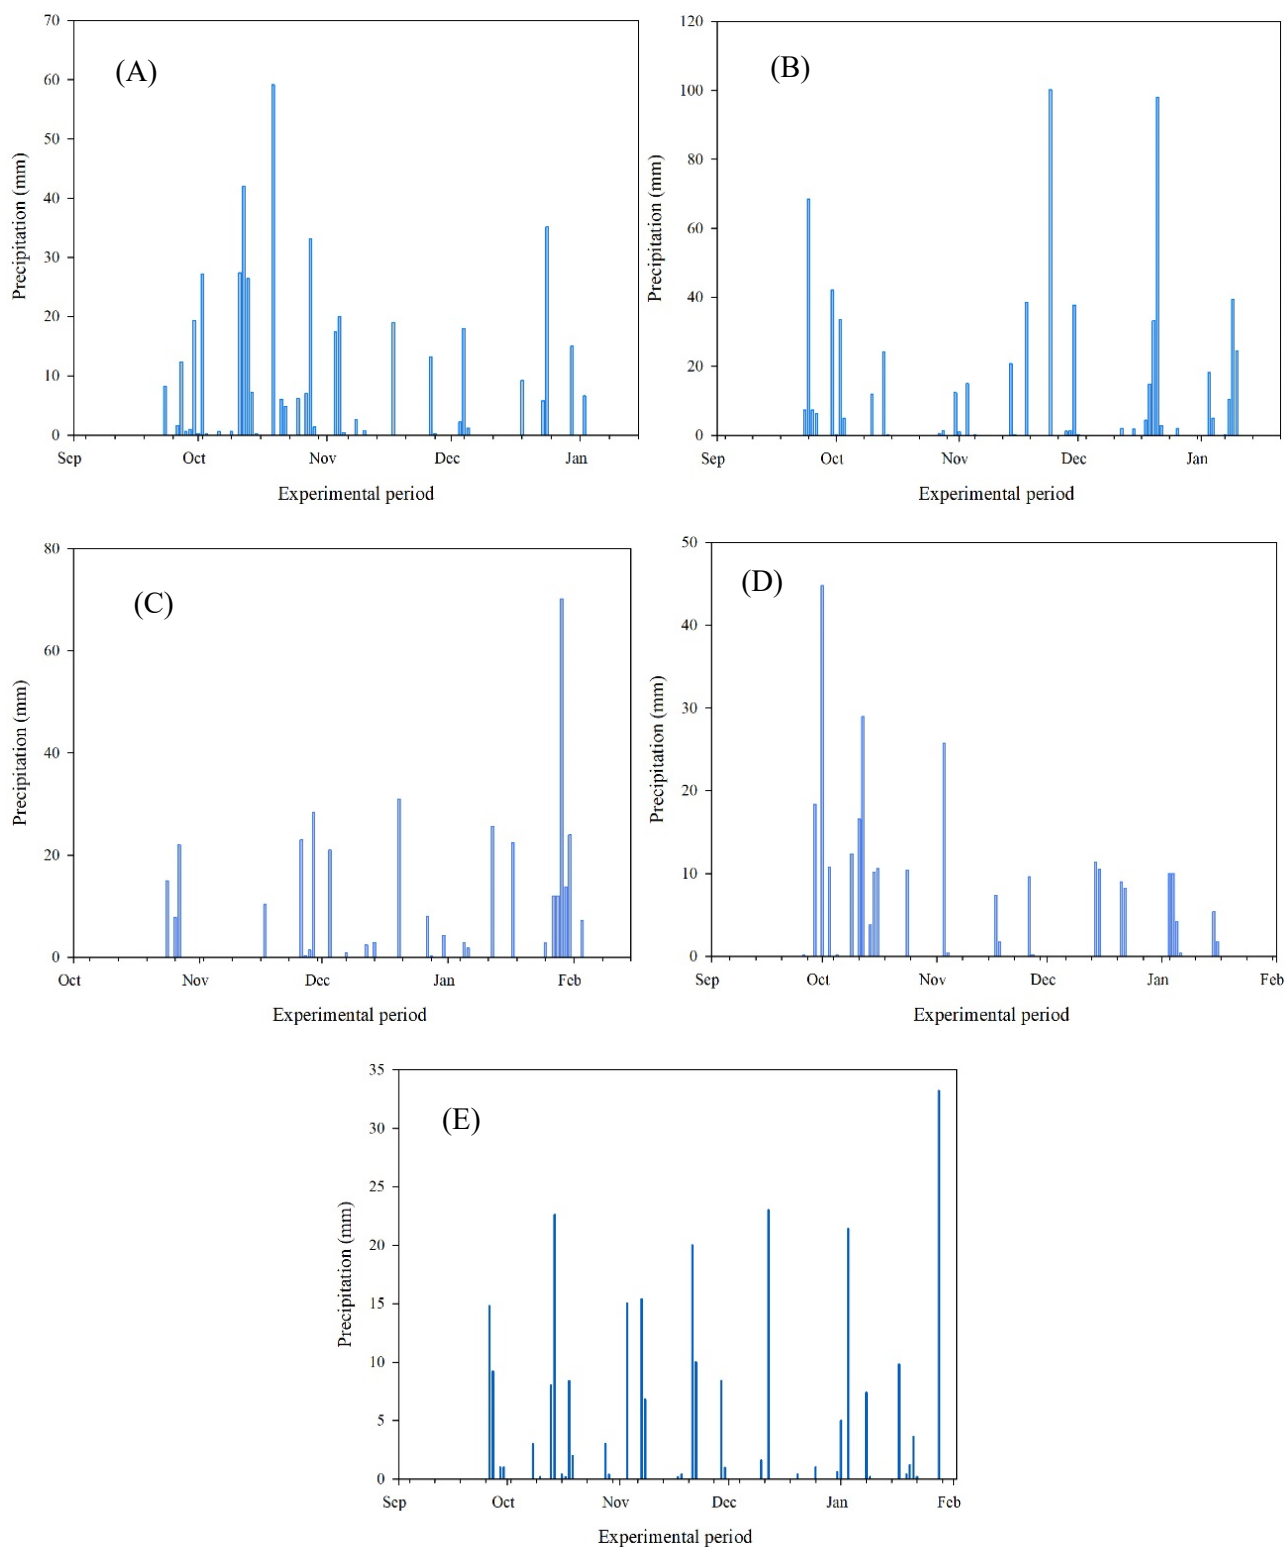 70
60
50
40
30
20
10
0
Precipitation (mm)
(A)
Sep Oct Nov Dec Jan
Experimental period
120
100
80
60
40
20
0
Precipitation (mm)
(B)
Sep Oct Nov Dec Jan
Experimental period
80
60
40
20
0
Precipitation (mm)
(C)
Oct Nov Dec Jan Feb
Experimental period
50
40
30
20
10
0
Precipitation (mm)
(D)
Sep Oct Nov Dec Jan Feb
Experimental period
35
30
25
20
15
10
5
0
Precipitation (mm)
(E)
Sep Oct Nov Dec Jan Feb
Experimental period